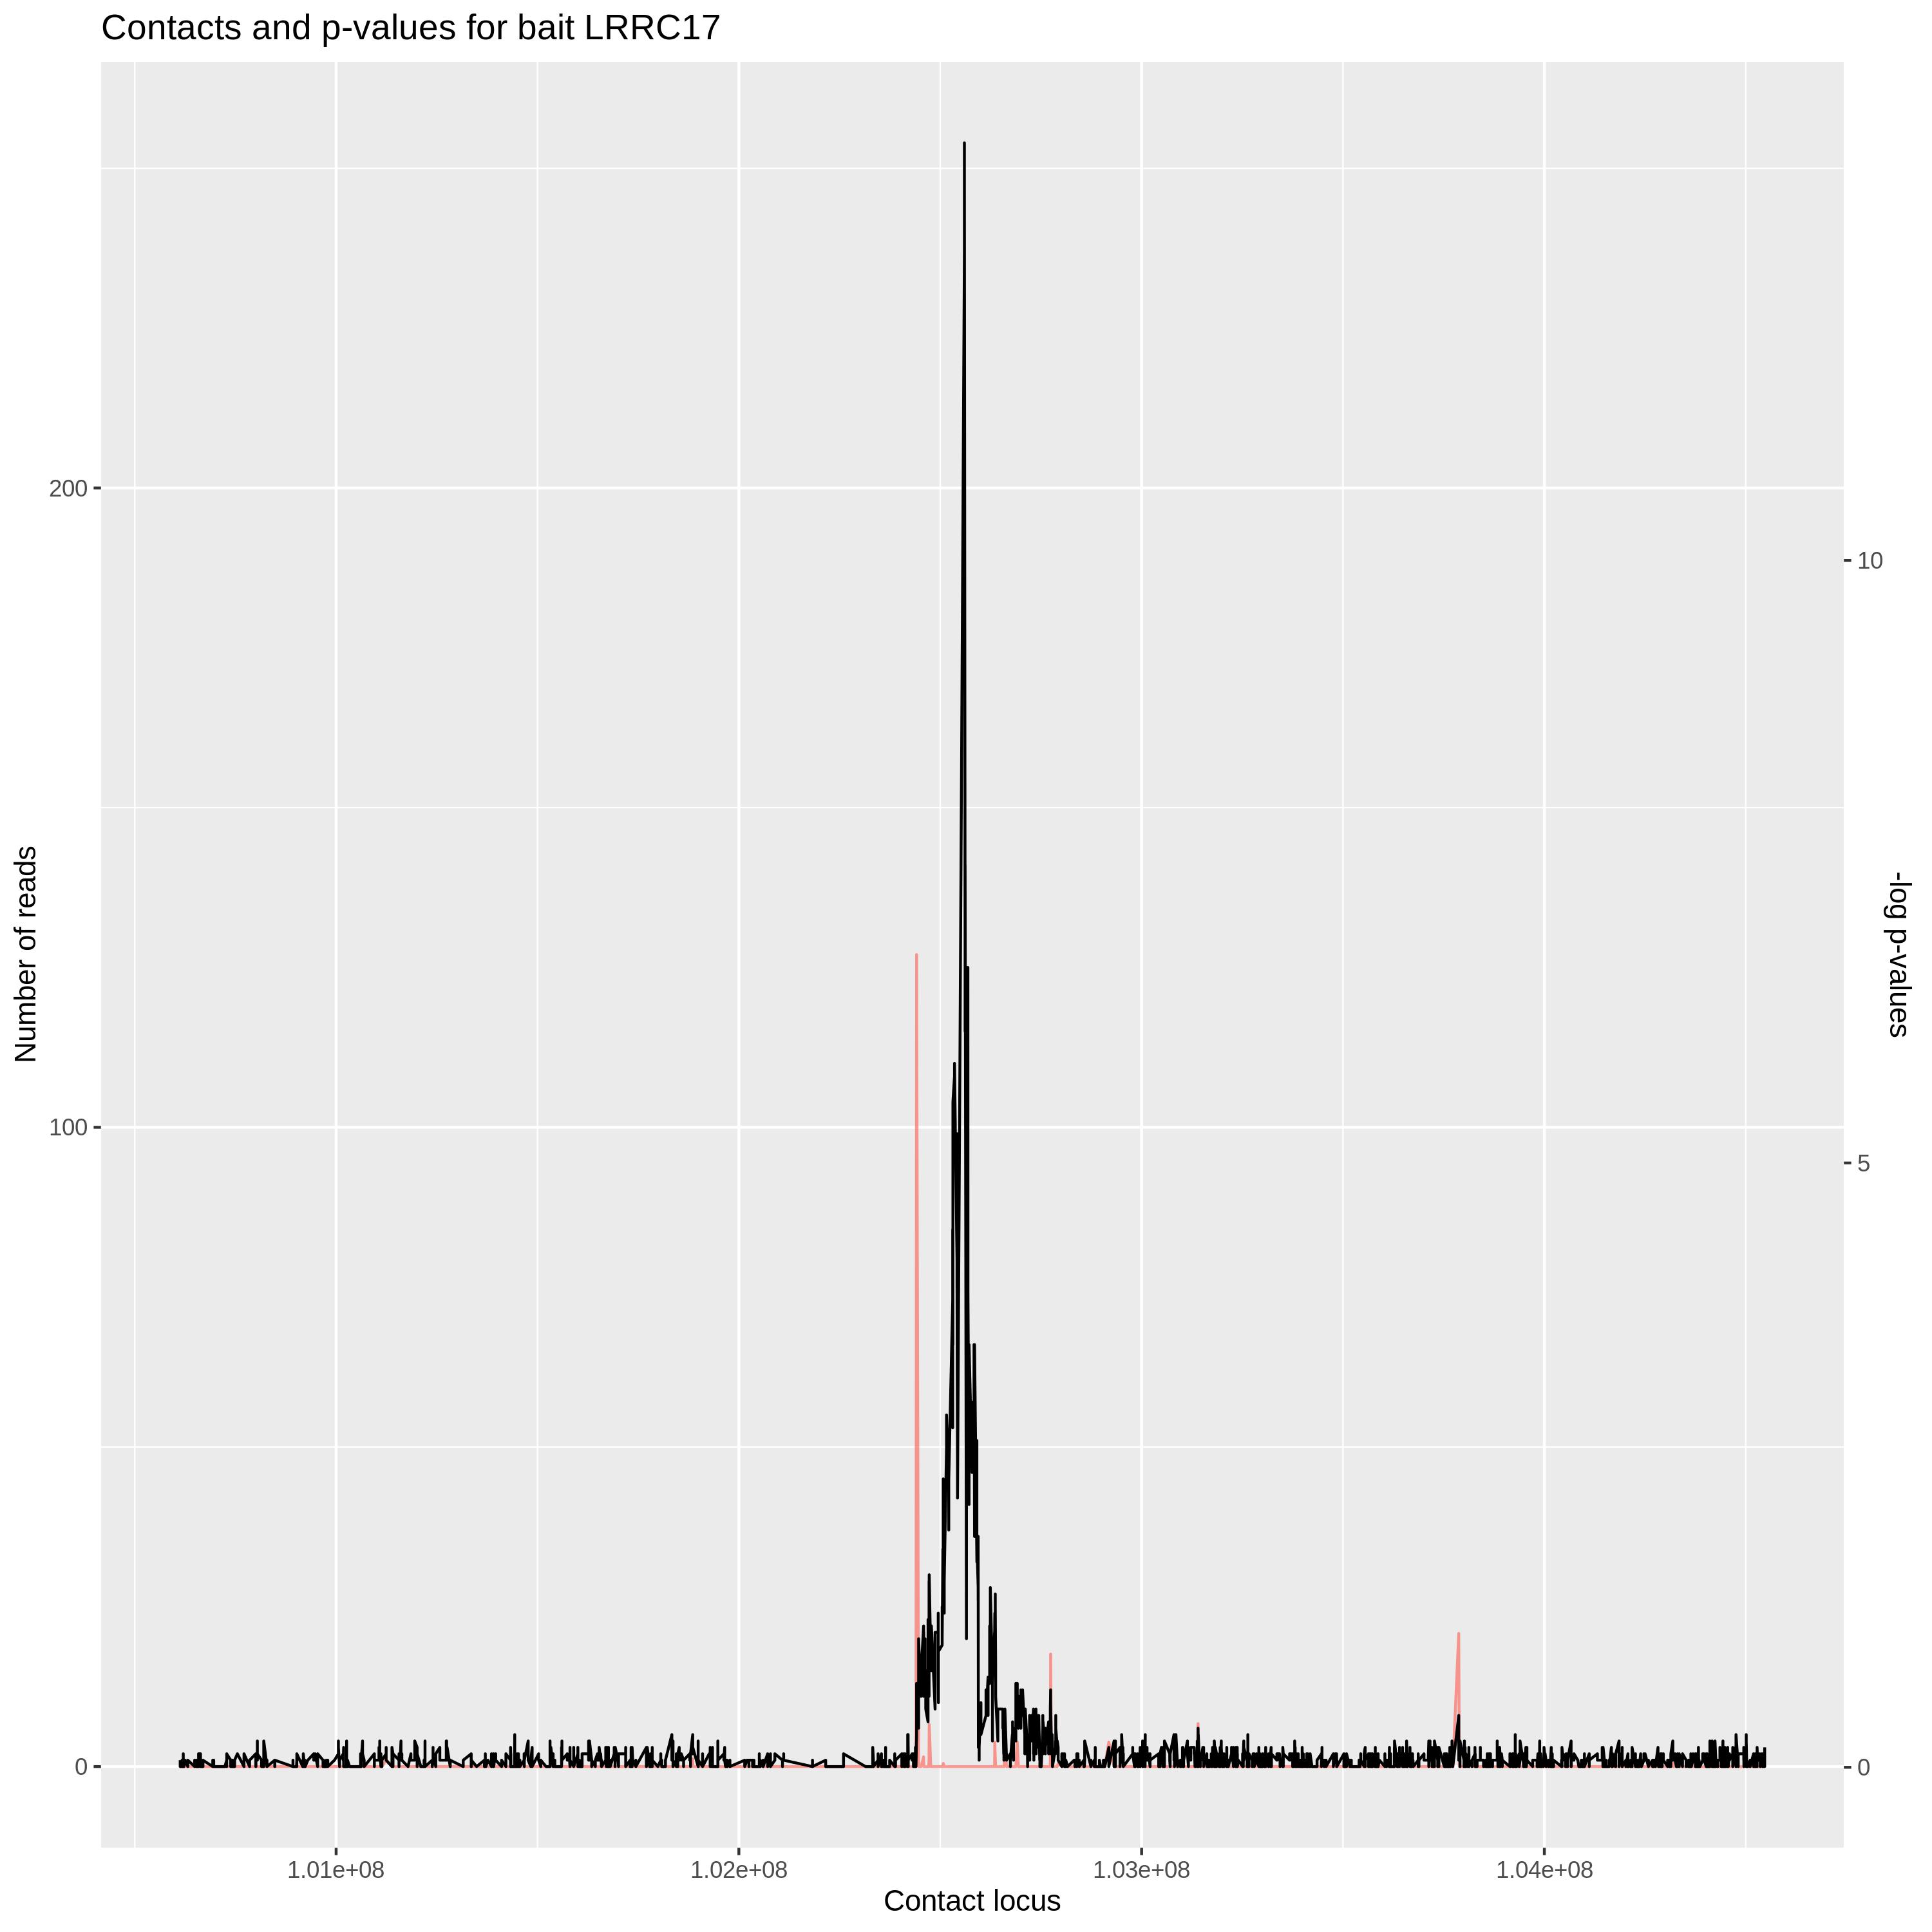 Contacts and p-values for bait LRRC17
Number of reads
200
100
0
10
5
0
-log p-values
1.01e+08
1.02e+08
1.03e+08
1.04e+08
Contact locus